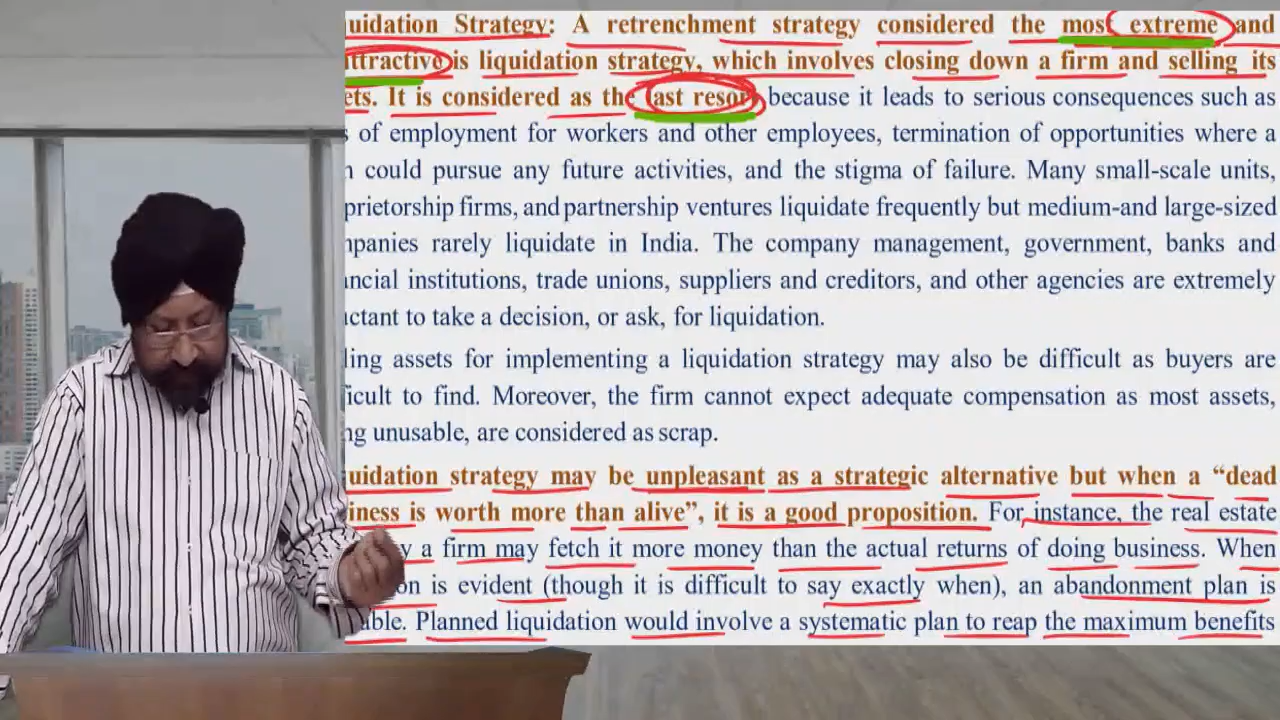 uidation Strategy: A retrenchment strategy considered the most extreme and
ttractive is liquidation strategy, which involves closing down a firm and selling its
ets. It is considered as the last resort because it leads to serious consequences such as
s of employment for workers and other employees, termination of opportunities where a
could pursue any future activities, and the stigma of failure. Many small-scale units,
prietorship firms, and partnership ventures liquidate frequently but medium-and large-sized
mpanies rarely liquidate in India. The company management, government, banks and
ancial institutions, trade unions, suppliers and creditors, and other agencies are extremely
uctant to take a decision, or ask, for liquidation.
ling assets for implementing a liquidation strategy may also be difficult as buyers are
ficult to find. Moreover, the firm cannot expect adequate compensation as most assets,
ng unusable, are considered as scrap.
uidation strategy may be unpleasant as a strategic alternative but when a “dead
iness is worth more than alive”, it is a good proposition. For instance, the real estate
y a firm may fetch it more money than the actual returns of doing business. When
on is evident (though it is difficult to say exactly when), an abandonment plan is
able. Planned liquidation would involve a systematic plan to reap the maximum benefits